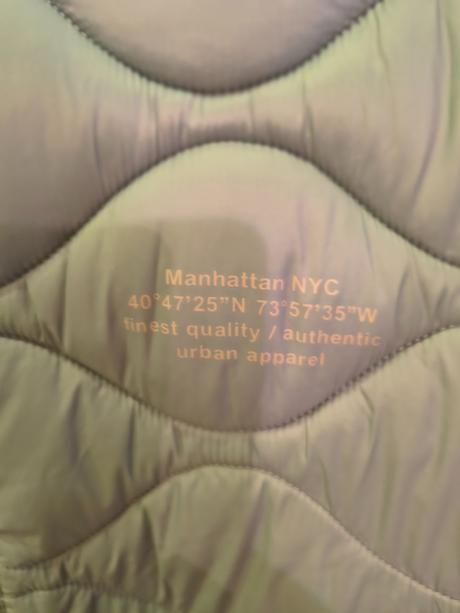 Manhattan NYC
40°47'25"N 73°57'35"W
finest quality / authentic
urban apparel